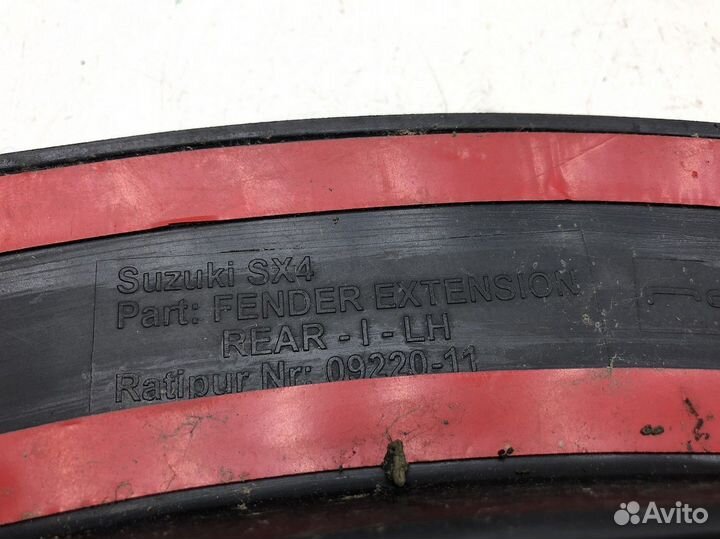 Suzuki SX4
Part: FENDER EXTENSION
REAR - I - LH
Ratipur Nr: 09220-11
Avito